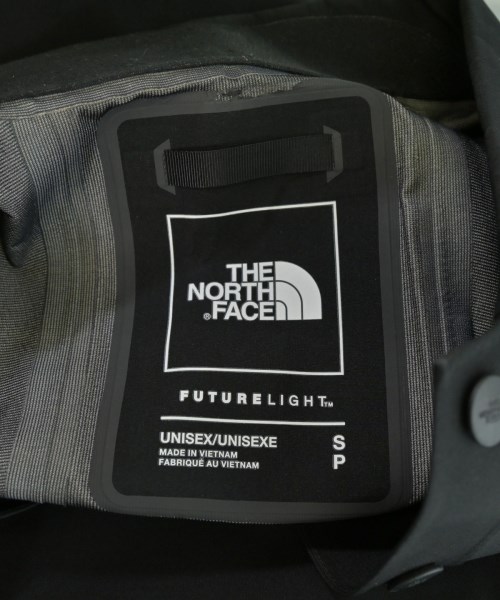 THE
NORTH
®FACE
FUTURELIGHT™
UNISEX/UNISEXE S
MADE IN VIETNAM P
FABRIQUÉ AU VIETNAM